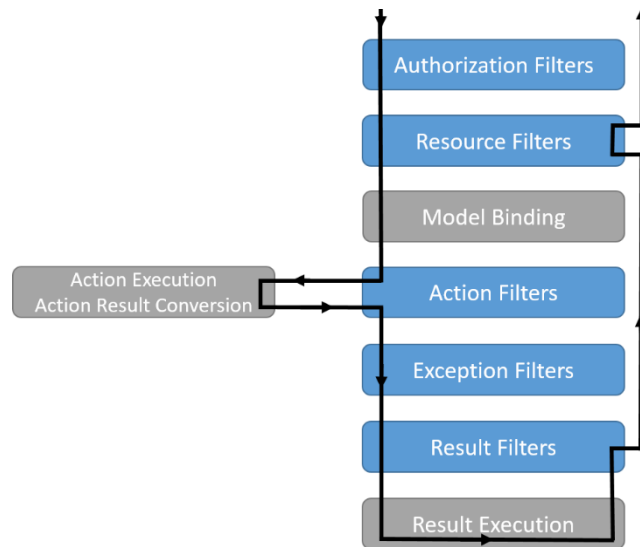 Authorization Filters
Resource Filters
Model Binding
Action Execution
Action Result Conversion
Action Filters
Exception Filters
Result Filters
Result Execution